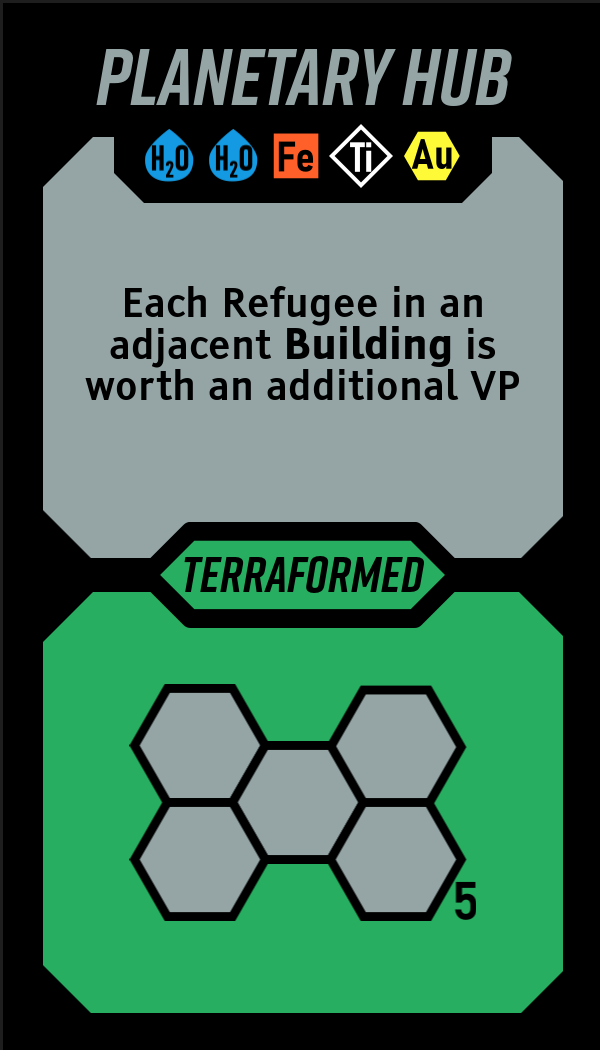 PLANETARY HUB
H₂O H₂O Fe Ti Au
Each Refugee in an
adjacent Building is
worth an additional VP
TERRAFORMED
5